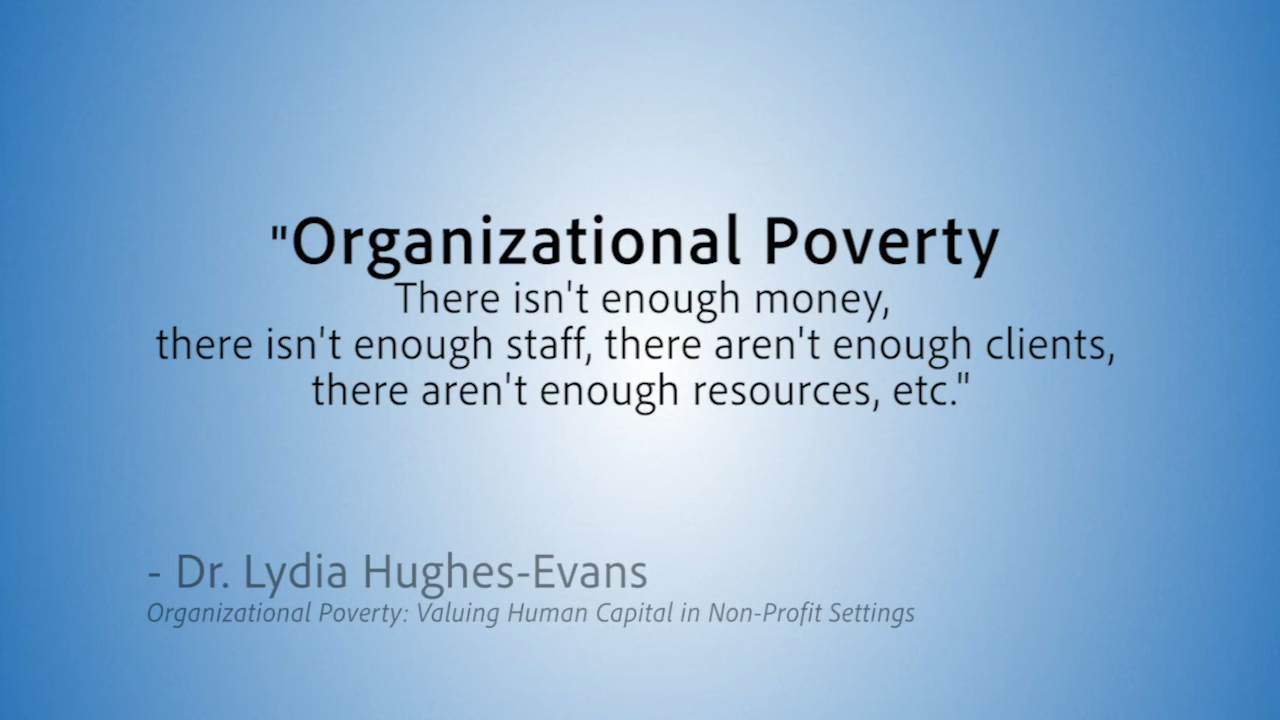 "Organizational Poverty
There isn't enough money,
there isn't enough staff, there aren't enough clients,
there aren't enough resources, etc."
- Dr. Lydia Hughes-Evans
Organizational Poverty: Valuing Human Capital in Non-Profit Settings